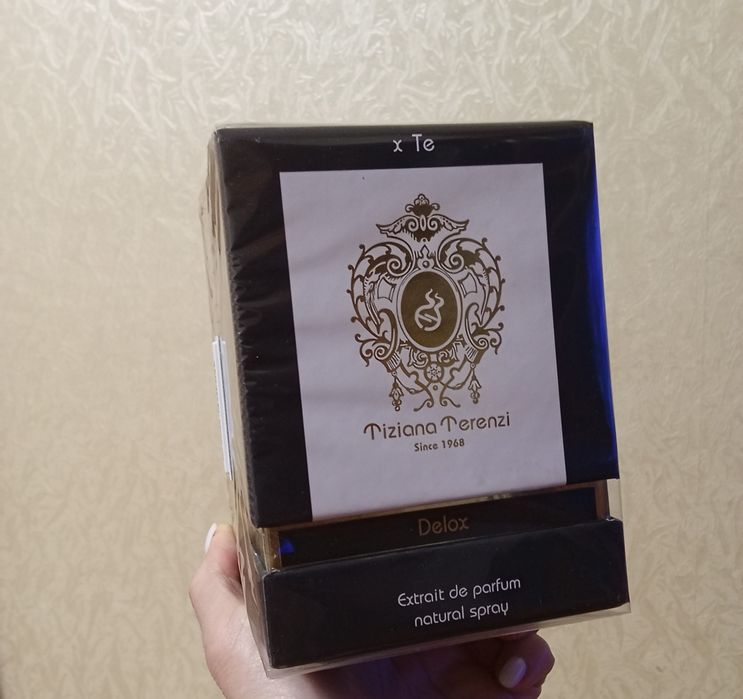 x Te
Tiziana Terenzi
Since 1968
Delox
Extrait de parfum
natural spray